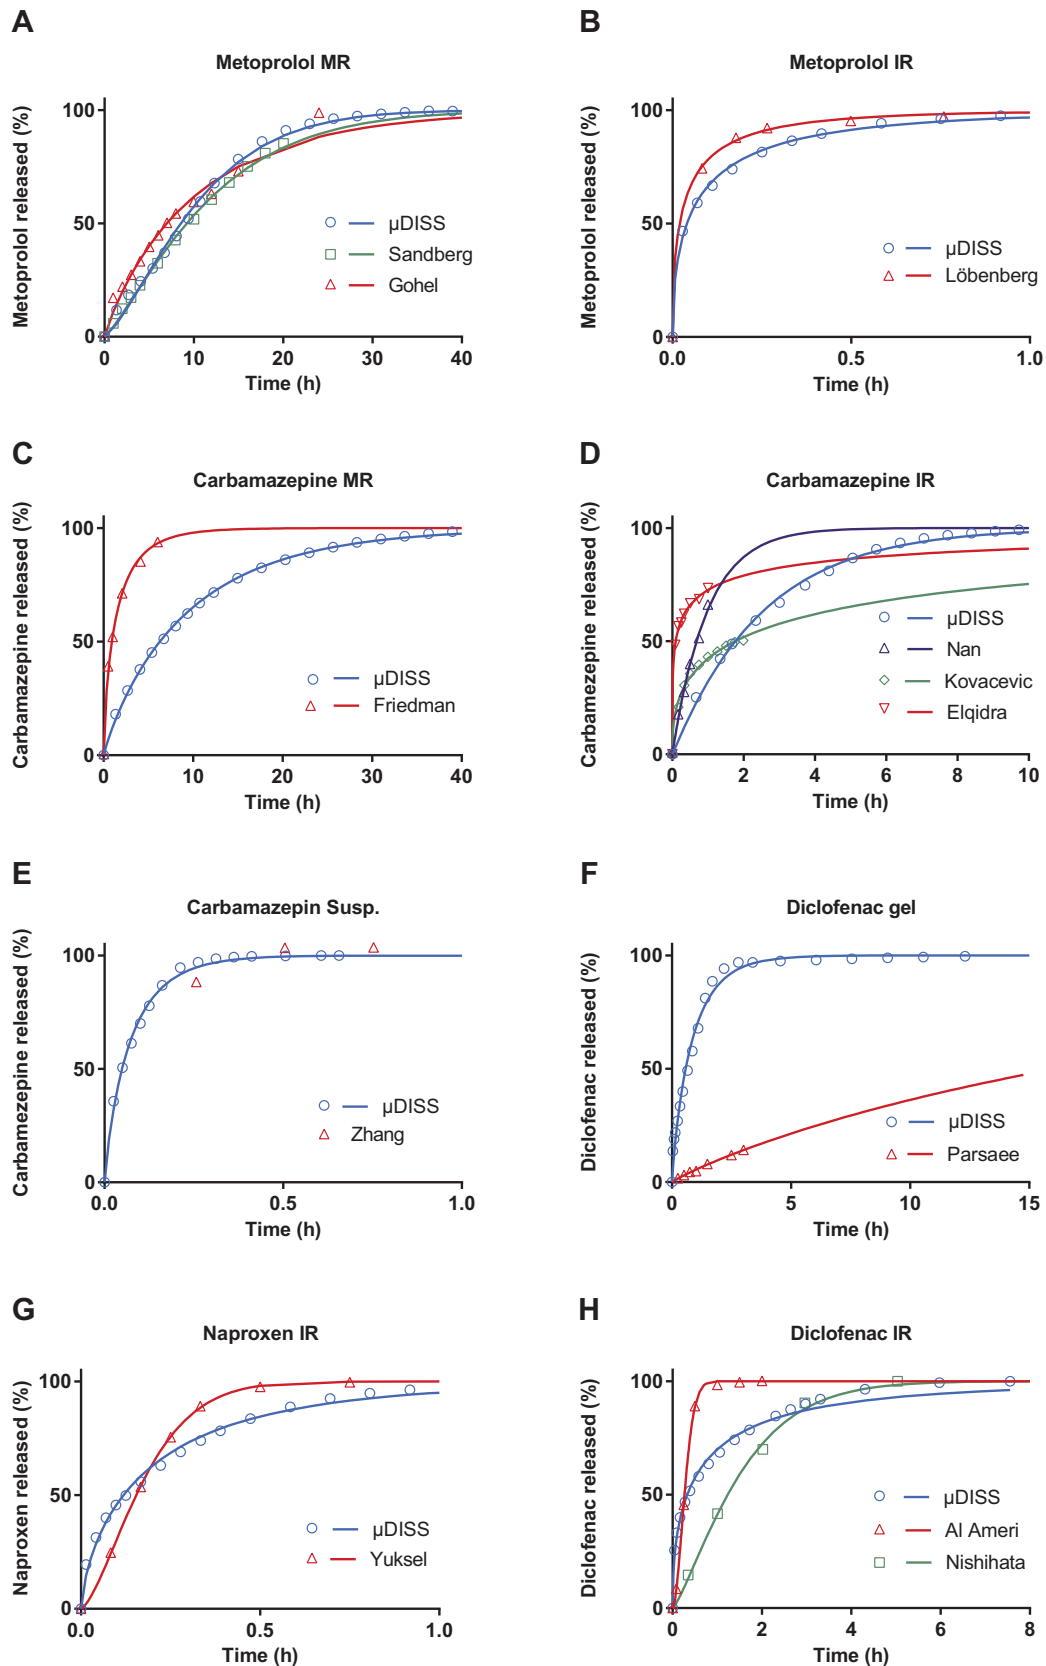 A
Metoprolol MR
Metoprolol released (%)
100
50
0
0 10 20 30 40
Time (h)
µDISS
Sandberg
Gohel
B
Metoprolol IR
Metoprolol released (%)
100
50
0
0.0 0.5 1.0
Time (h)
µDISS
Löbenberg
C
Carbamazepine MR
Carbamezepine released (%)
100
50
0
0 10 20 30 40
Time (h)
µDISS
Friedman
D
Carbamazepine IR
Carbamezepine released (%)
100
50
0
0 2 4 6 8 10
Time (h)
µDISS
Nan
Kovacevic
Elqidra
E
Carbamazepin Susp.
Carbamezepine released (%)
100
50
0
0.0 0.5 1.0
Time (h)
µDISS
Zhang
F
Diclofenac gel
Diclofenac released (%)
100
50
0
0 5 10 15
Time (h)
µDISS
Parsaee
G
Naproxen IR
Naproxen released (%)
100
50
0
0.0 0.5 1.0
Time (h)
µDISS
Yuksel
H
Diclofenac IR
Diclofenac released (%)
100
50
0
0 2 4 6 8
Time (h)
µDISS
Al Ameri
Nishihata